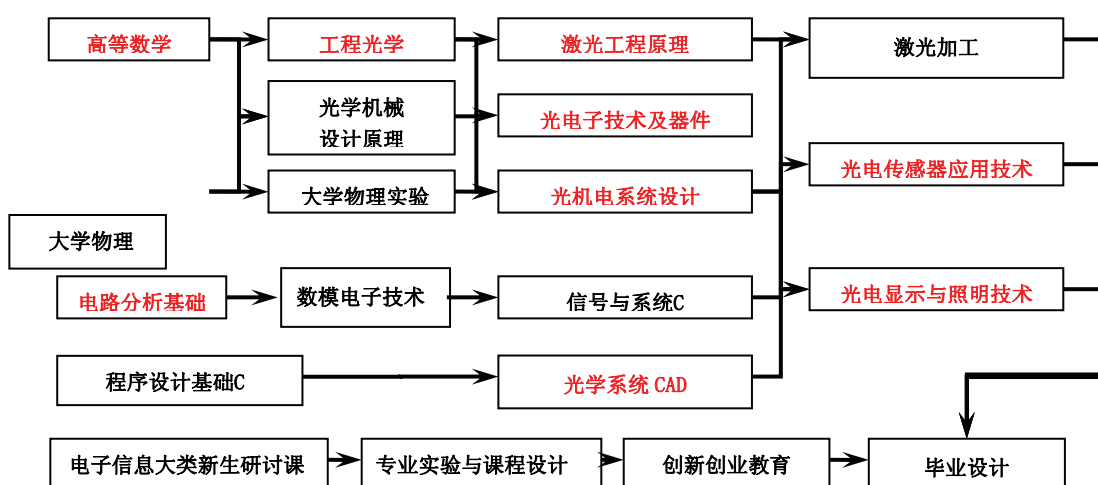 高等数学
工程光学
激光工程原理
激光加工
光学机械
设计原理
光电子技术及器件
大学物理实验
光机电系统设计
光电传感器应用技术
大学物理
电路分析基础
数模电子技术
信号与系统C
光电显示与照明技术
程序设计基础C
光学系统 CAD
电子信息大类新生研讨课
专业实验与课程设计
创新创业教育
毕业设计